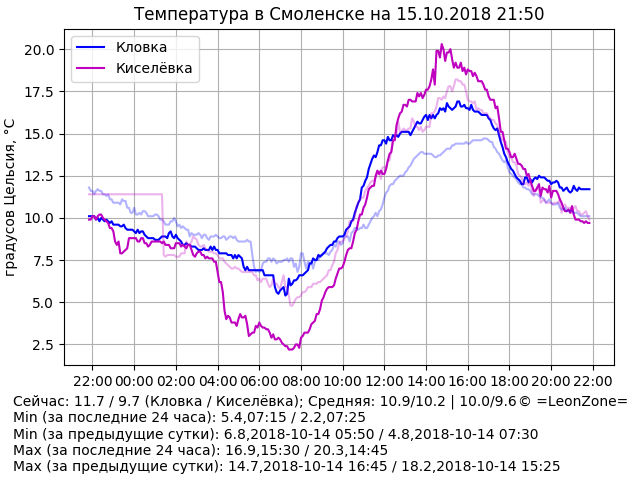 Температура в Смоленске на 15.10.2018 21:50
Кловка
Киселёвка
градусов Цельсия, °C
20.0
17.5
15.0
12.5
10.0
7.5
5.0
2.5
22:00 00:00 02:00 04:00 06:00 08:00 10:00 12:00 14:00 16:00 18:00 20:00 22:00
Сейчас: 11.7 / 9.7 (Кловка / Киселёвка); Средняя: 10.9/10.2 | 10.0/9.6© =LeonZone=
Min (за последние 24 часа): 5.4,07:15 / 2.2,07:25
Min (за предыдущие сутки): 6.8,2018-10-14 05:50 / 4.8,2018-10-14 07:30
Max (за последние 24 часа): 16.9,15:30 / 20.3,14:45
Max (за предыдущие сутки): 14.7,2018-10-14 16:45 / 18.2,2018-10-14 15:25